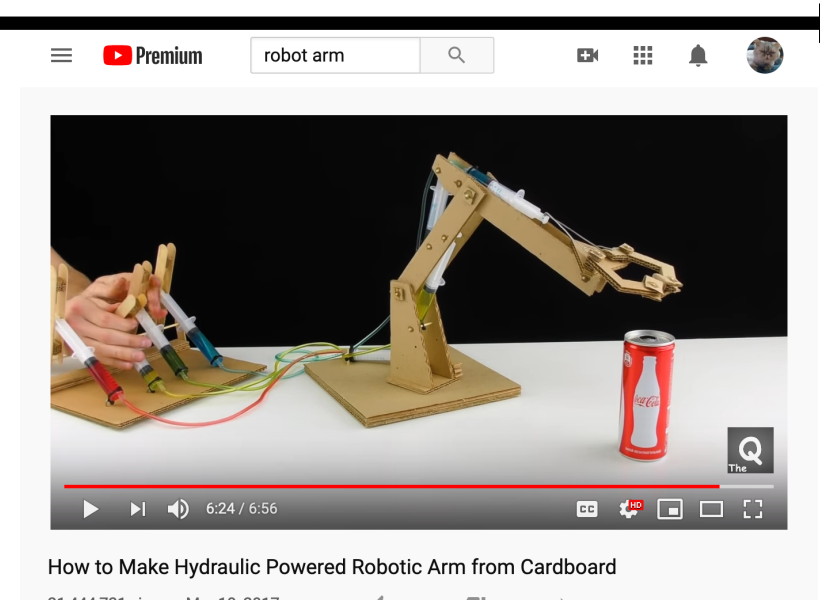 Premium
robot arm
Coca-Cola
Q
The
6:24 / 6:56
CC
HD
How to Make Hydraulic Powered Robotic Arm from Cardboard